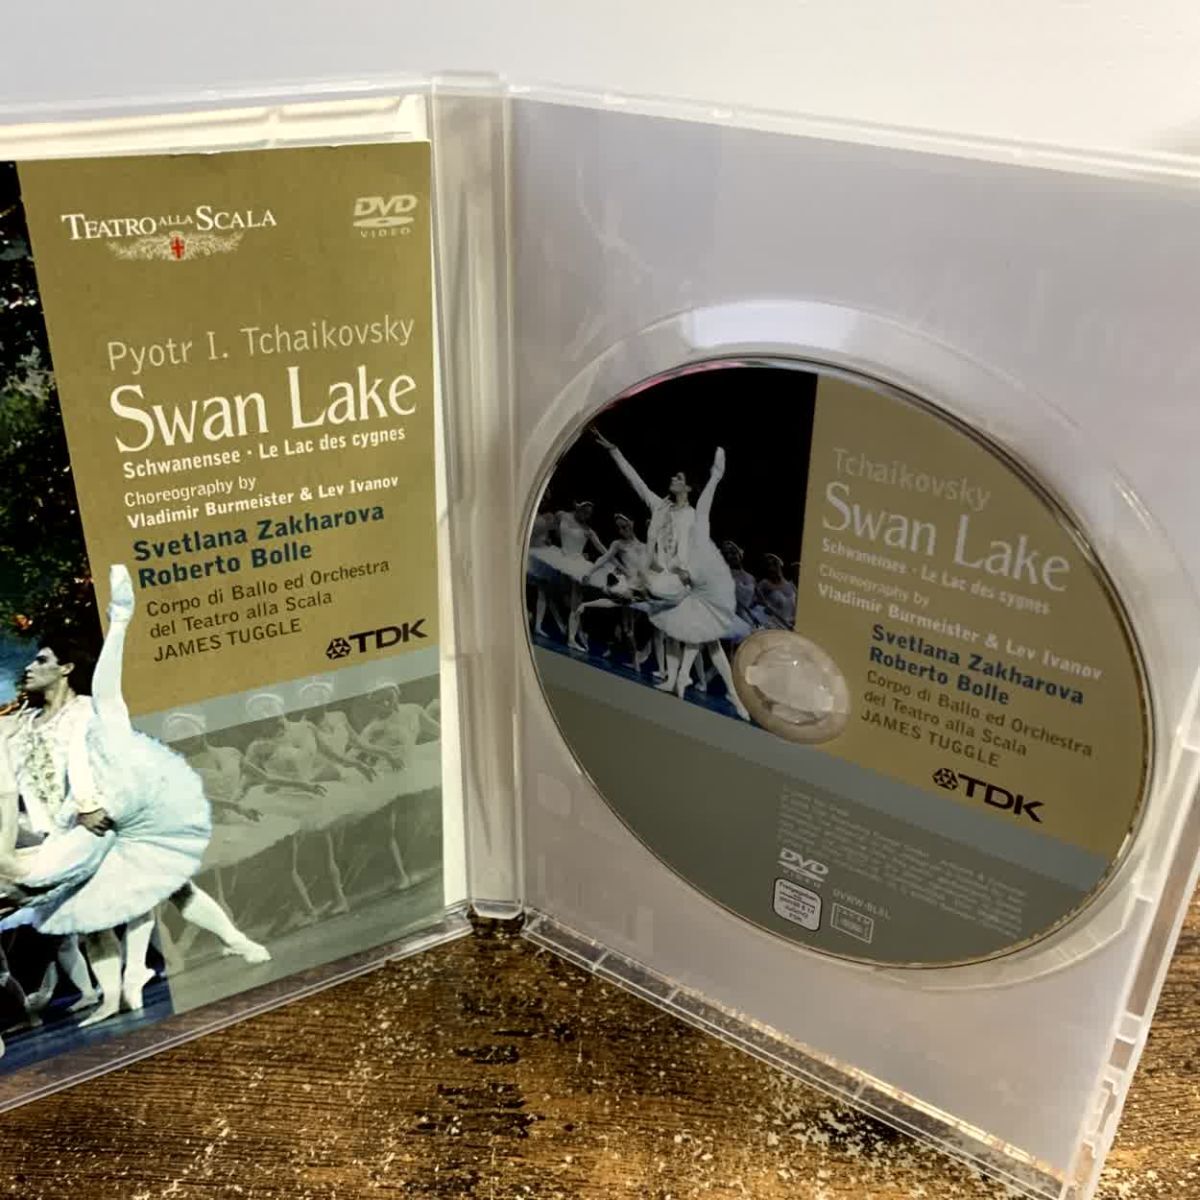 TEATRO ALLA SCALA
DVD
VIDEO
Pyotr I. Tchaikovsky
Swan Lake
Schwanensee · Le Lac des cygnes
Choreography by
Vladimir Burmeister & Lev Ivanov
Svetlana Zakharova
Roberto Bolle
Corpo di Ballo ed Orchestra
del Teatro alla Scala
JAMES TUGGLE
TDK
Tchaikovsky
Swan Lake
Schwanensee · Le Lac des cygnes
Choreography by
Vladimir Burmeister & Lev Ivanov
Svetlana Zakharova
Roberto Bolle
Corpo di Ballo ed Orchestra
del Teatro alla Scala
JAMES TUGGLE
TDK
DVD
VIDEO
DVWW-BLSL